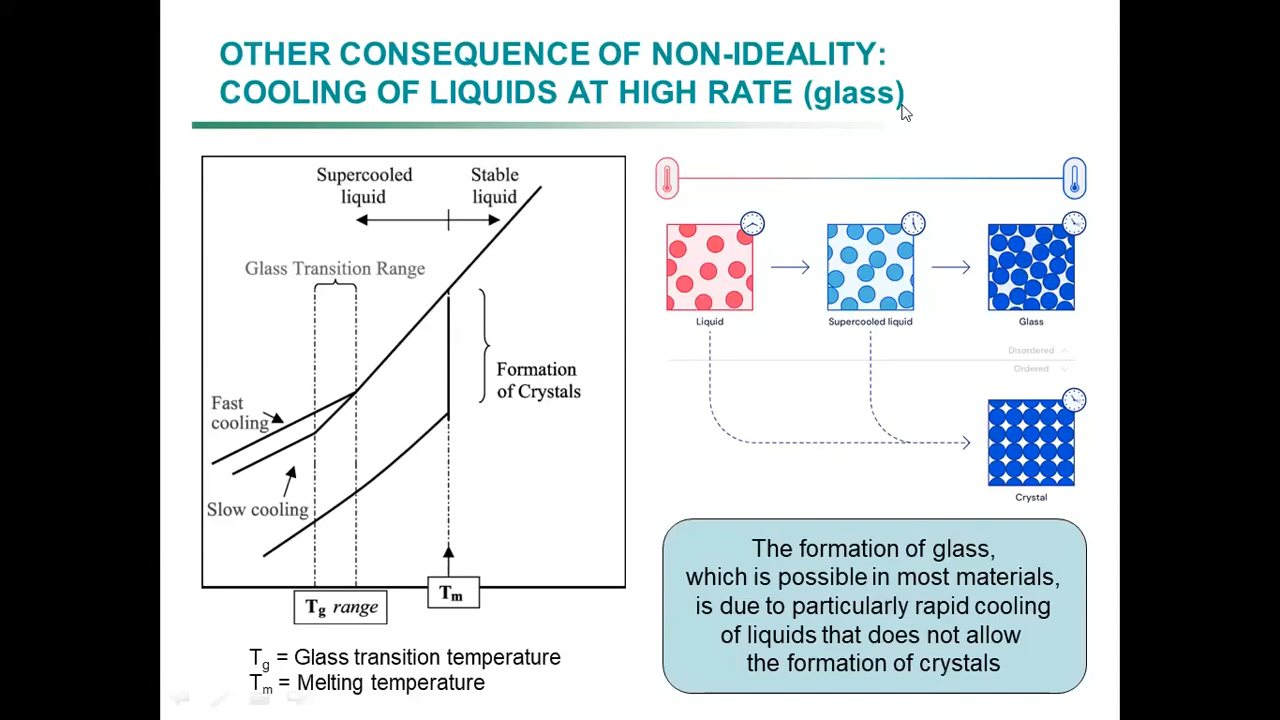 OTHER CONSEQUENCE OF NON-IDEALITY:
COOLING OF LIQUIDS AT HIGH RATE (glass)
Supercooled
liquid
Stable
liquid
Glass Transition Range
Formation
of Crystals
Fast
cooling
Slow cooling
Tg range
Tm
Tg = Glass transition temperature
Tm = Melting temperature
Liquid
Supercooled liquid
Glass
Disordered
Ordered
Crystal
The formation of glass,
which is possible in most materials,
is due to particularly rapid cooling
of liquids that does not allow
the formation of crystals